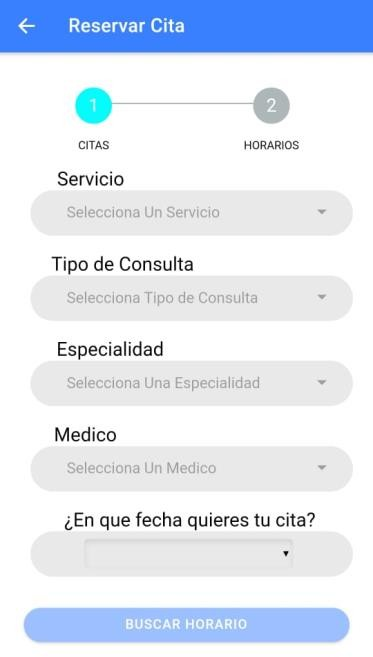 Reservar Cita
1 2
CITAS HORARIOS
Servicio
Selecciona Un Servicio
Tipo de Consulta
Selecciona Tipo de Consulta
Especialidad
Selecciona Una Especialidad
Medico
Selecciona Un Medico
¿En que fecha quieres tu cita?
BUSCAR HORARIO